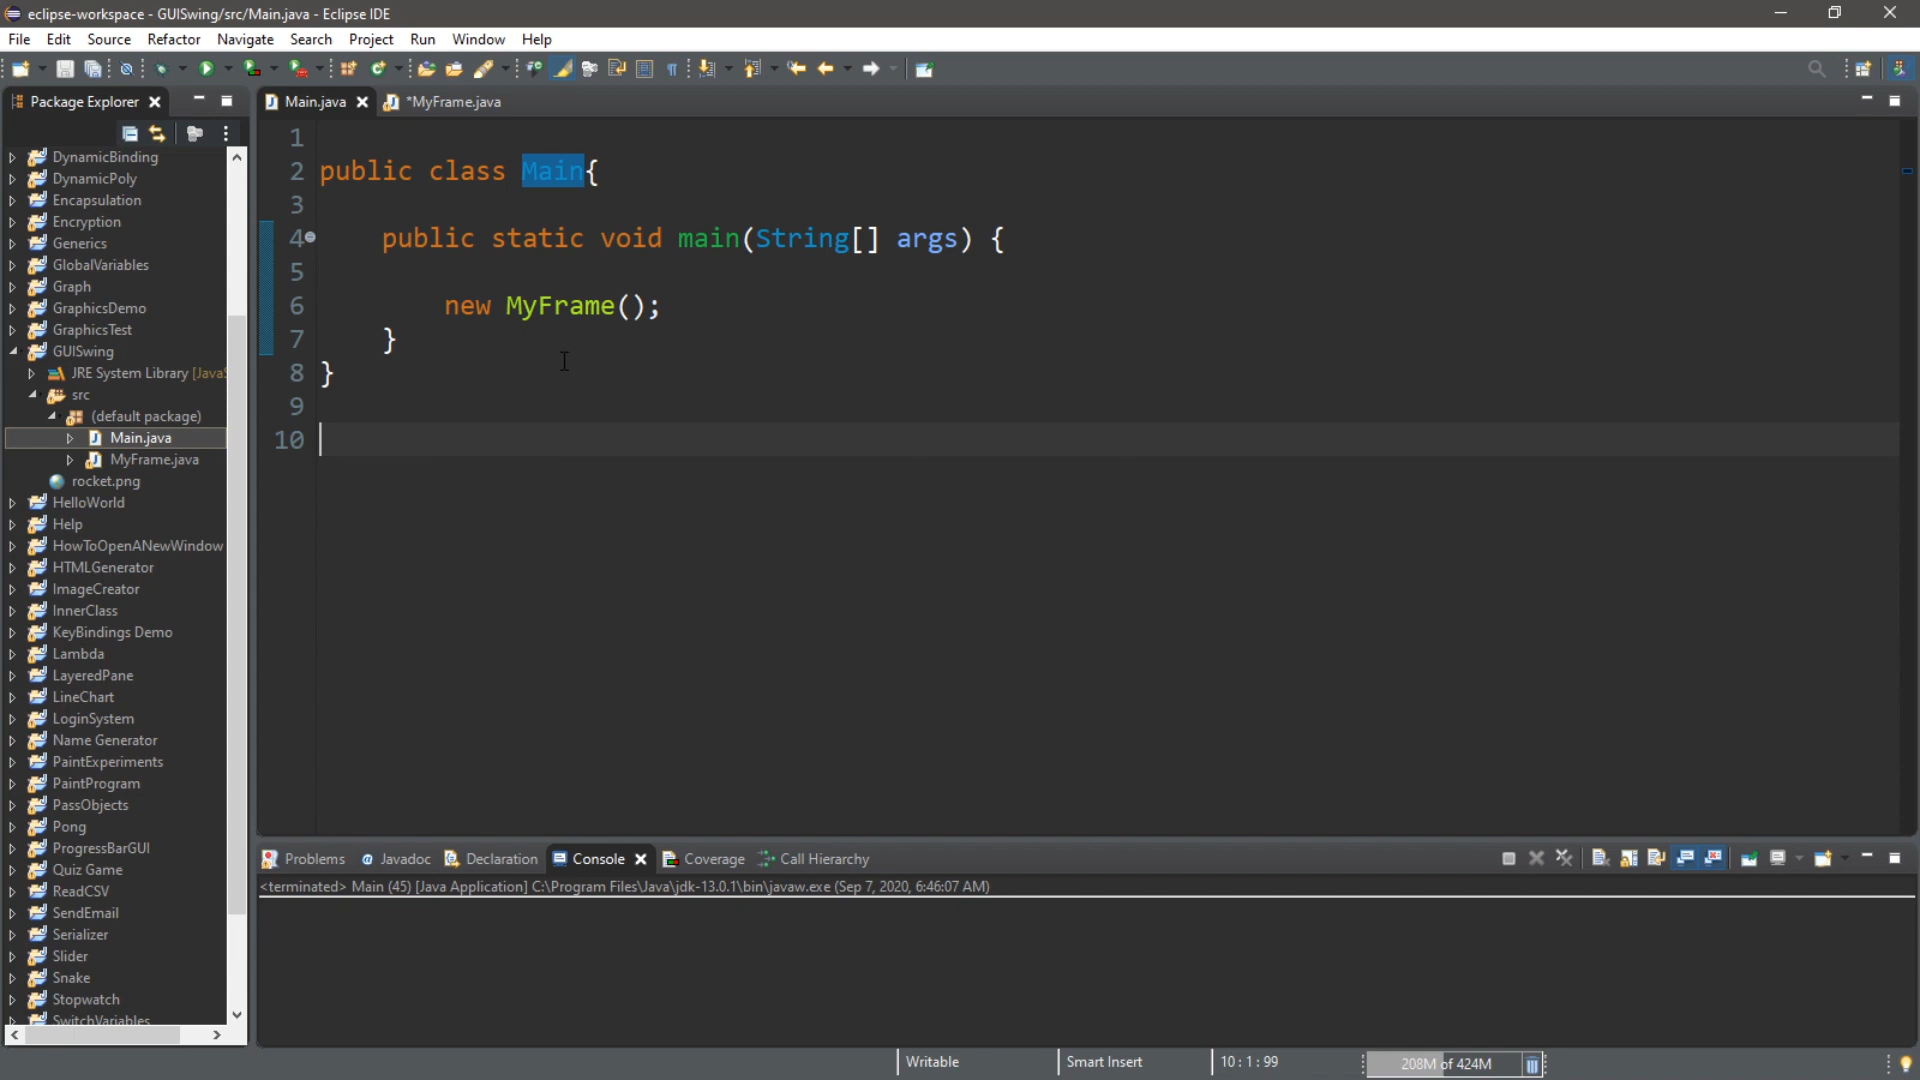 eclipse-workspace - GUISwing/src/Main.java - Eclipse IDE
File Edit Source Refactor Navigate Search Project Run Window Help
Package Explorer
Main.java *MyFrame.java
DynamicBinding
DynamicPoly
Encapsulation
Encryption
Generics
GlobalVariables
Graph
GraphicsDemo
GraphicsTest
GUISwing
JRE System Library [Java
src
(default package)
Main.java
MyFrame.java
rocket.png
HelloWorld
Help
HowToOpenANewWindow
HTMLGenerator
ImageCreator
InnerClass
KeyBindings Demo
Lambda
LayeredPane
LineChart
LoginSystem
Name Generator
PaintExperiments
PaintProgram
PassObjects
Pong
ProgressBarGUI
Quiz Game
ReadCSV
SendEmail
Serializer
Slider
Snake
Stopwatch
SwitchVariables
1
2 public class Main{
3
4 public static void main(String[] args) {
5
6 new MyFrame();
7 }
8 }
9
10
Problems @ Javadoc Declaration Console Coverage Call Hierarchy
<terminated> Main (45) [Java Application] C:\Program Files\Java\jdk-13.0.1\bin\javaw.exe (Sep 7, 2020, 6:46:07 AM)
Writable Smart Insert 10 : 1 : 99 208M of 424M